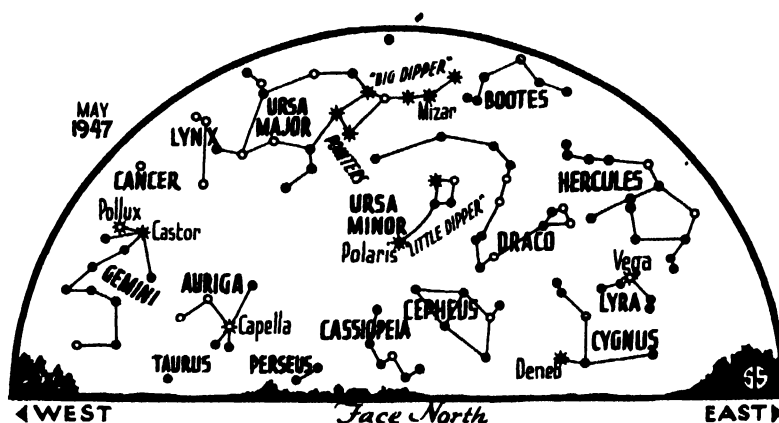 MAY
1947
LYNX
URSA
MAJOR
"BIG DIPPER"
Mizar
POINTERS
BOOTES
CANCER
HERCULES
Pollux
Castor
URSA
MINOR
Polaris
"LITTLE DIPPER"
DRACO
GEMINI
AURIGA
Capella
CASSIOPEIA
CEPHEUS
Vega
LYRA
CYGNUS
Deneb
TAURUS
PERSEUS
SS
WEST
Face North
EAST